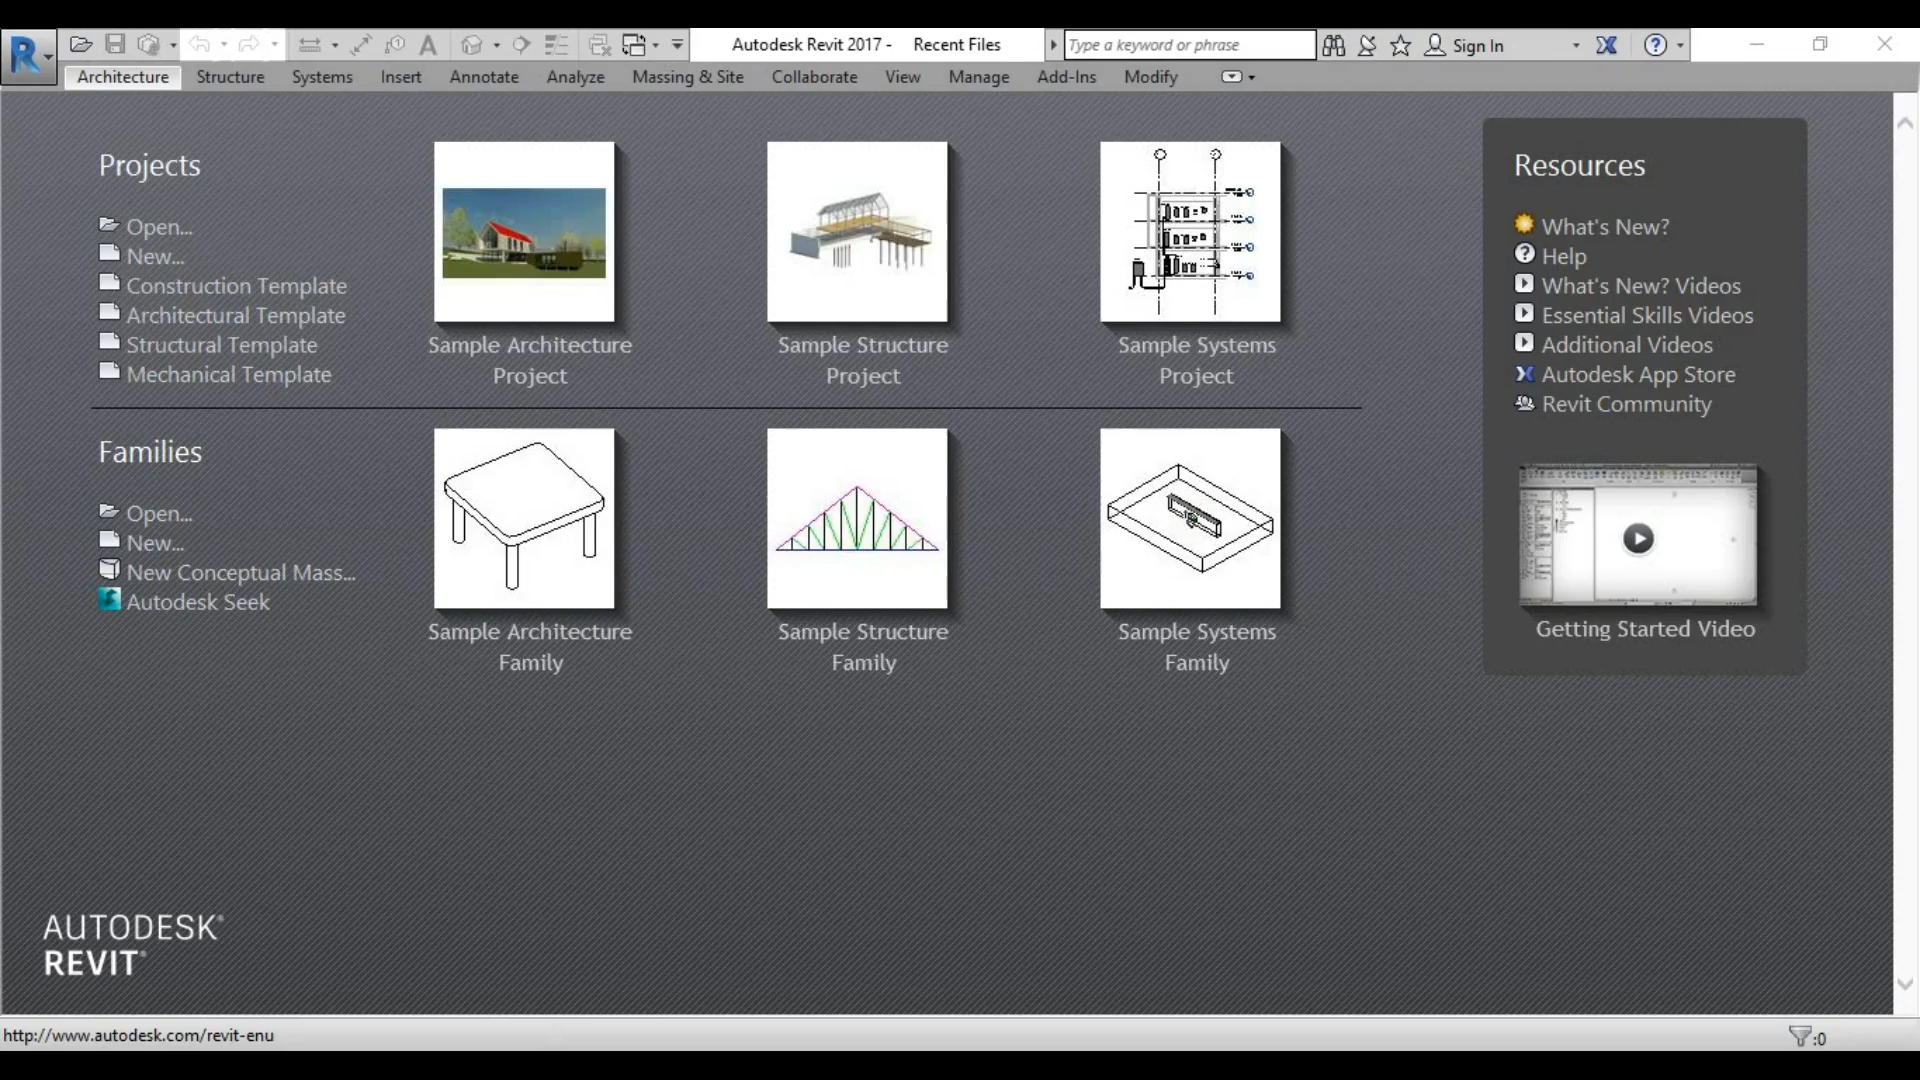 Autodesk Revit 2017 - Recent Files
Type a keyword or phrase
Sign In
Architecture Structure Systems Insert Annotate Analyze Massing & Site Collaborate View Manage Add-Ins Modify
Projects
Open...
New...
Construction Template
Architectural Template
Structural Template
Mechanical Template
Sample Architecture
Project
Sample Structure
Project
Sample Systems
Project
Families
Open...
New...
New Conceptual Mass...
Autodesk Seek
Sample Architecture
Family
Sample Structure
Family
Sample Systems
Family
Resources
What's New?
Help
What's New? Videos
Essential Skills Videos
Additional Videos
Autodesk App Store
Revit Community
Getting Started Video
AUTODESK®
REVIT®
http://www.autodesk.com/revit-enu
:0